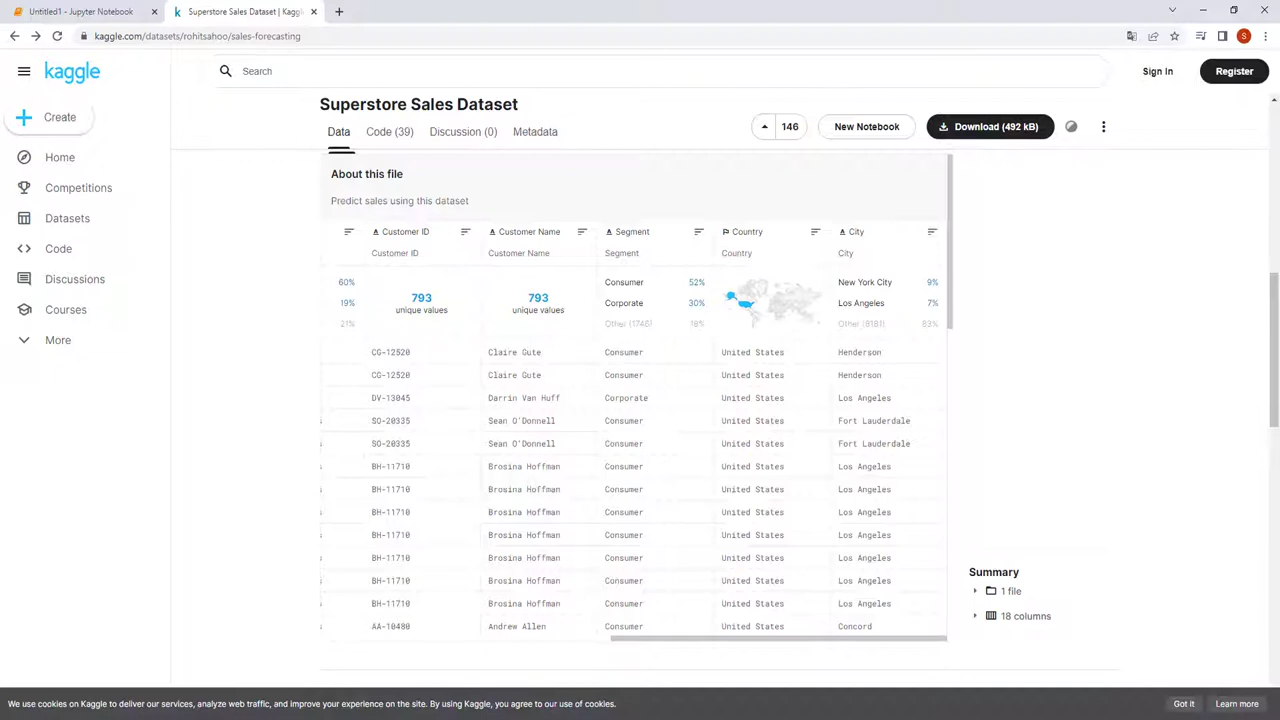 Untitled1 - Jupyter Notebook
Superstore Sales Dataset | Kaggl
kaggle.com/datasets/rohitsahoo/sales-forecasting
S
kaggle
Search
Sign In
Register
Create
Home
Competitions
Datasets
Code
Discussions
Courses
More
Superstore Sales Dataset
Data Code (39) Discussion (0) Metadata
146
New Notebook
Download (492 kB)
About this file
Predict sales using this dataset
Customer ID Customer Name Segment Country City
Customer ID Customer Name Segment Country City
60% 793 unique values 793 unique values Consumer 52% New York City 9%
19% Corporate 30% Los Angeles 7%
21% Other (1746) 18% Other (8181) 83%
CG-12520 Claire Gute Consumer United States Henderson
CG-12520 Claire Gute Consumer United States Henderson
DV-13045 Darrin Van Huff Corporate United States Los Angeles
SO-20335 Sean O'Donnell Consumer United States Fort Lauderdale
SO-20335 Sean O'Donnell Consumer United States Fort Lauderdale
BH-11710 Brosina Hoffman Consumer United States Los Angeles
BH-11710 Brosina Hoffman Consumer United States Los Angeles
BH-11710 Brosina Hoffman Consumer United States Los Angeles
BH-11710 Brosina Hoffman Consumer United States Los Angeles
BH-11710 Brosina Hoffman Consumer United States Los Angeles
BH-11710 Brosina Hoffman Consumer United States Los Angeles
BH-11710 Brosina Hoffman Consumer United States Los Angeles
AA-10480 Andrew Allen Consumer United States Concord
Summary
1 file
18 columns
We use cookies on Kaggle to deliver our services, analyze web traffic, and improve your experience on the site. By using Kaggle, you agree to our use of cookies.
Got it
Learn more